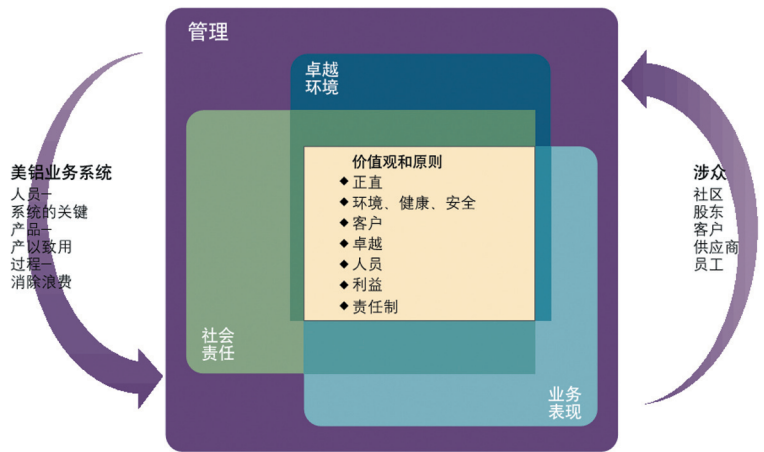 管理
卓越
环境
美铝业务系统
人员—
系统的关键
产品—
产以致用
过程—
消除浪费
价值观和原则
◆ 正直
◆ 环境、健康、安全
◆ 客户
◆ 卓越
◆ 人员
◆ 利益
◆ 责任制
涉众
社区
股东
客户
供应商
员工
社会
责任
业务
表现